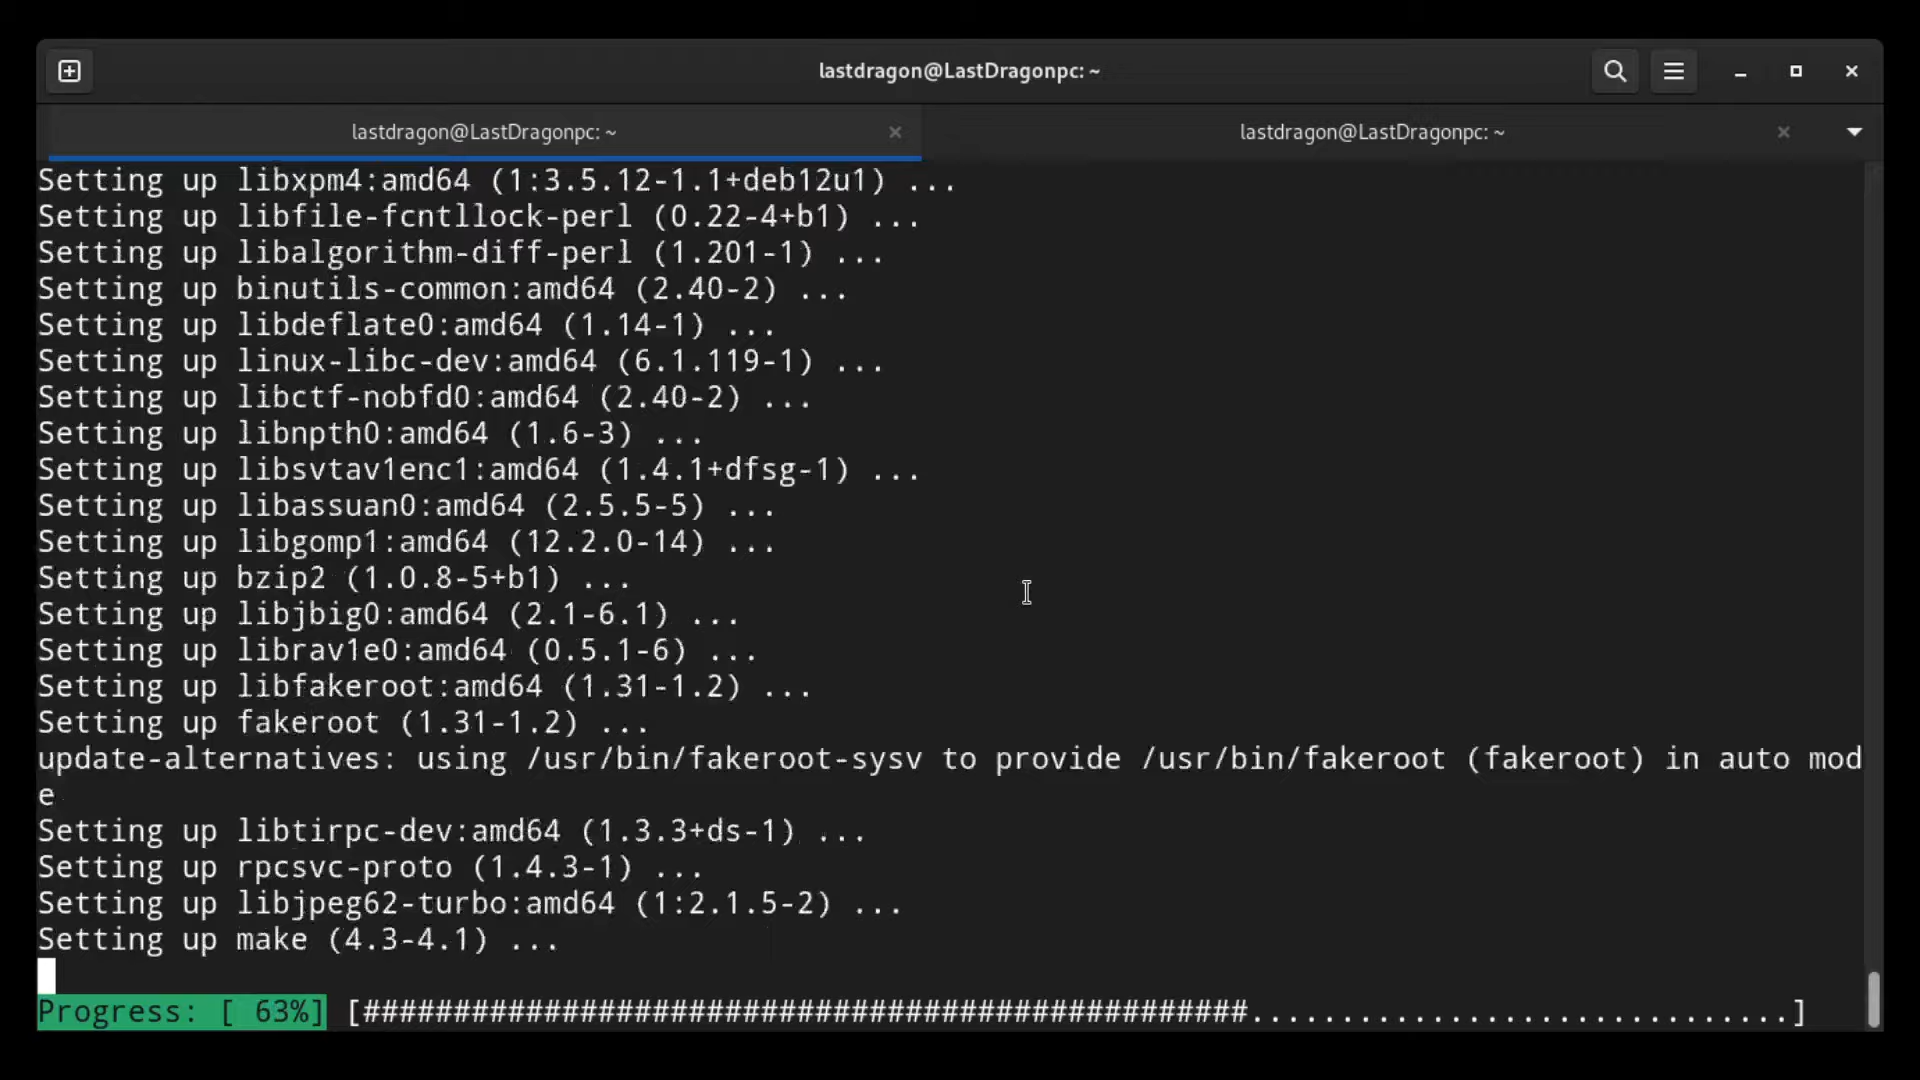 lastdragon@LastDragonpc: ~
lastdragon@LastDragonpc: ~
lastdragon@LastDragonpc: ~
Setting up libxpm4:amd64 (1:3.5.12-1.1+deb12u1) ...
Setting up libfile-fcntllock-perl (0.22-4+b1) ...
Setting up libalgorithm-diff-perl (1.201-1) ...
Setting up binutils-common:amd64 (2.40-2) ...
Setting up libdeflate0:amd64 (1.14-1) ...
Setting up linux-libc-dev:amd64 (6.1.119-1) ...
Setting up libctf-nobfd0:amd64 (2.40-2) ...
Setting up libnpth0:amd64 (1.6-3) ...
Setting up libsvtav1enc1:amd64 (1.4.1+dfsg-1) ...
Setting up libassuan0:amd64 (2.5.5-5) ...
Setting up libgomp1:amd64 (12.2.0-14) ...
Setting up bzip2 (1.0.8-5+b1) ...
Setting up libjbig0:amd64 (2.1-6.1) ...
Setting up librav1e0:amd64 (0.5.1-6) ...
Setting up libfakeroot:amd64 (1.31-1.2) ...
Setting up fakeroot (1.31-1.2) ...
update-alternatives: using /usr/bin/fakeroot-sysv to provide /usr/bin/fakeroot (fakeroot) in auto mod
e
Setting up libtirpc-dev:amd64 (1.3.3+ds-1) ...
Setting up rpcsvc-proto (1.4.3-1) ...
Setting up libjpeg62-turbo:amd64 (1:2.1.5-2) ...
Setting up make (4.3-4.1) ...
Progress: [ 63%] [#################################################..............................]